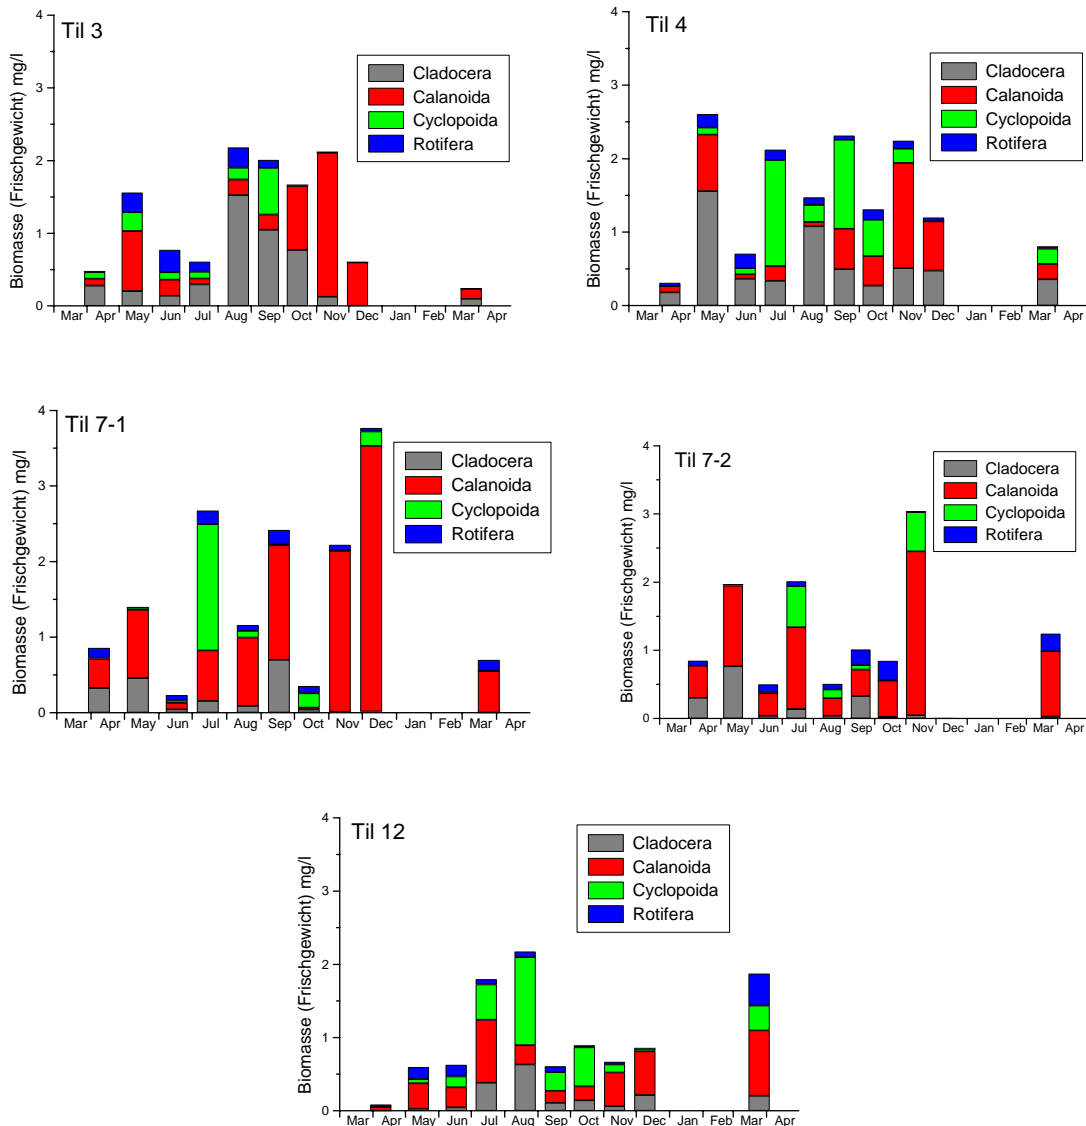 Til 3
Biomasse (Frischgewicht) mg/l
4
3
2
1
0
Cladocera
Calanoida
Cyclopoida
Rotifera
Mar Apr May Jun Jul Aug Sep Oct Nov Dec Jan Feb Mar Apr
Til 4
Biomasse (Frischgewicht) mg/l
4
3
2
1
0
Cladocera
Calanoida
Cyclopoida
Rotifera
Mar Apr May Jun Jul Aug Sep Oct Nov Dec Jan Feb Mar Apr
Til 7-1
Biomasse (Frischgewicht) mg/l
4
3
2
1
0
Cladocera
Calanoida
Cyclopoida
Rotifera
Mar Apr May Jun Jul Aug Sep Oct Nov Dec Jan Feb Mar Apr
Til 7-2
Biomasse (Frischgewicht) mg/l
4
3
2
1
0
Cladocera
Calanoida
Cyclopoida
Rotifera
Mar Apr May Jun Jul Aug Sep Oct Nov Dec Jan Feb Mar Apr
Til 12
Biomasse (Frischgewicht) mg/l
4
3
2
1
0
Cladocera
Calanoida
Cyclopoida
Rotifera
Mar Apr May Jun Jul Aug Sep Oct Nov Dec Jan Feb Mar Apr